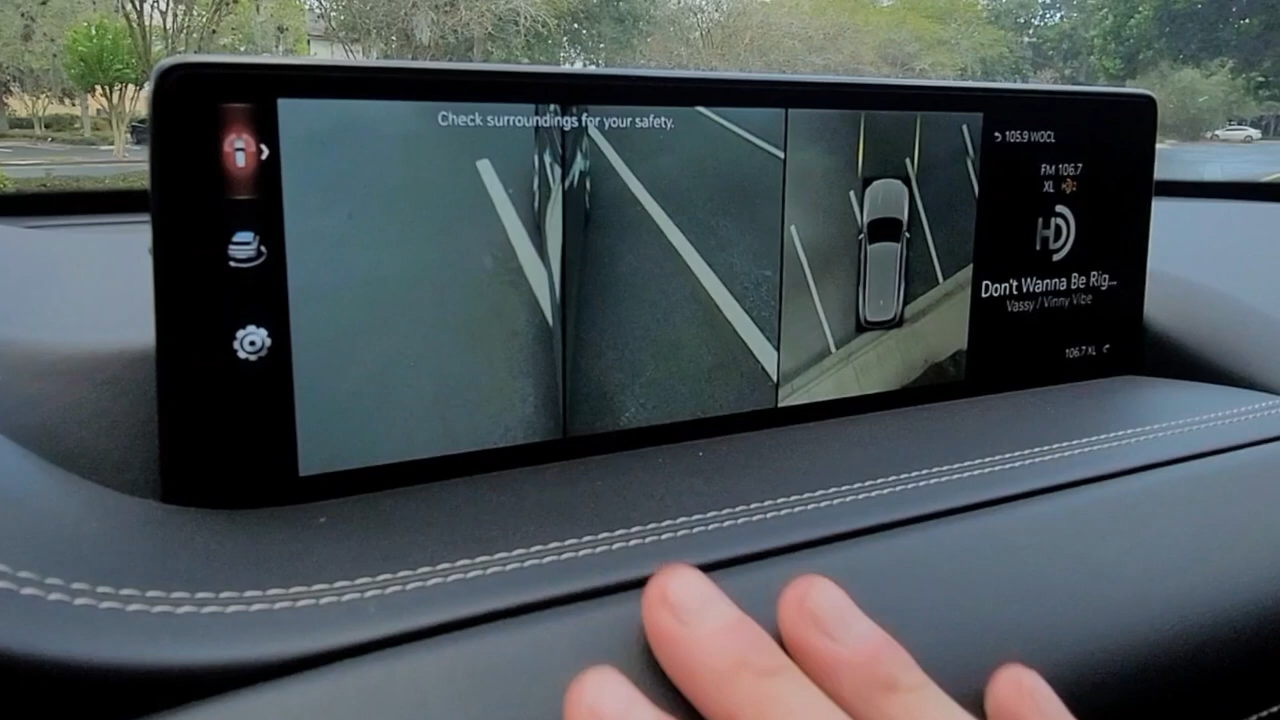 Check surroundings for your safety.
105.9 WOCL
FM 106.7
XL HD
HD
Don't Wanna Be Rig...
Vassy / Vinny Vibe
106.7 XL